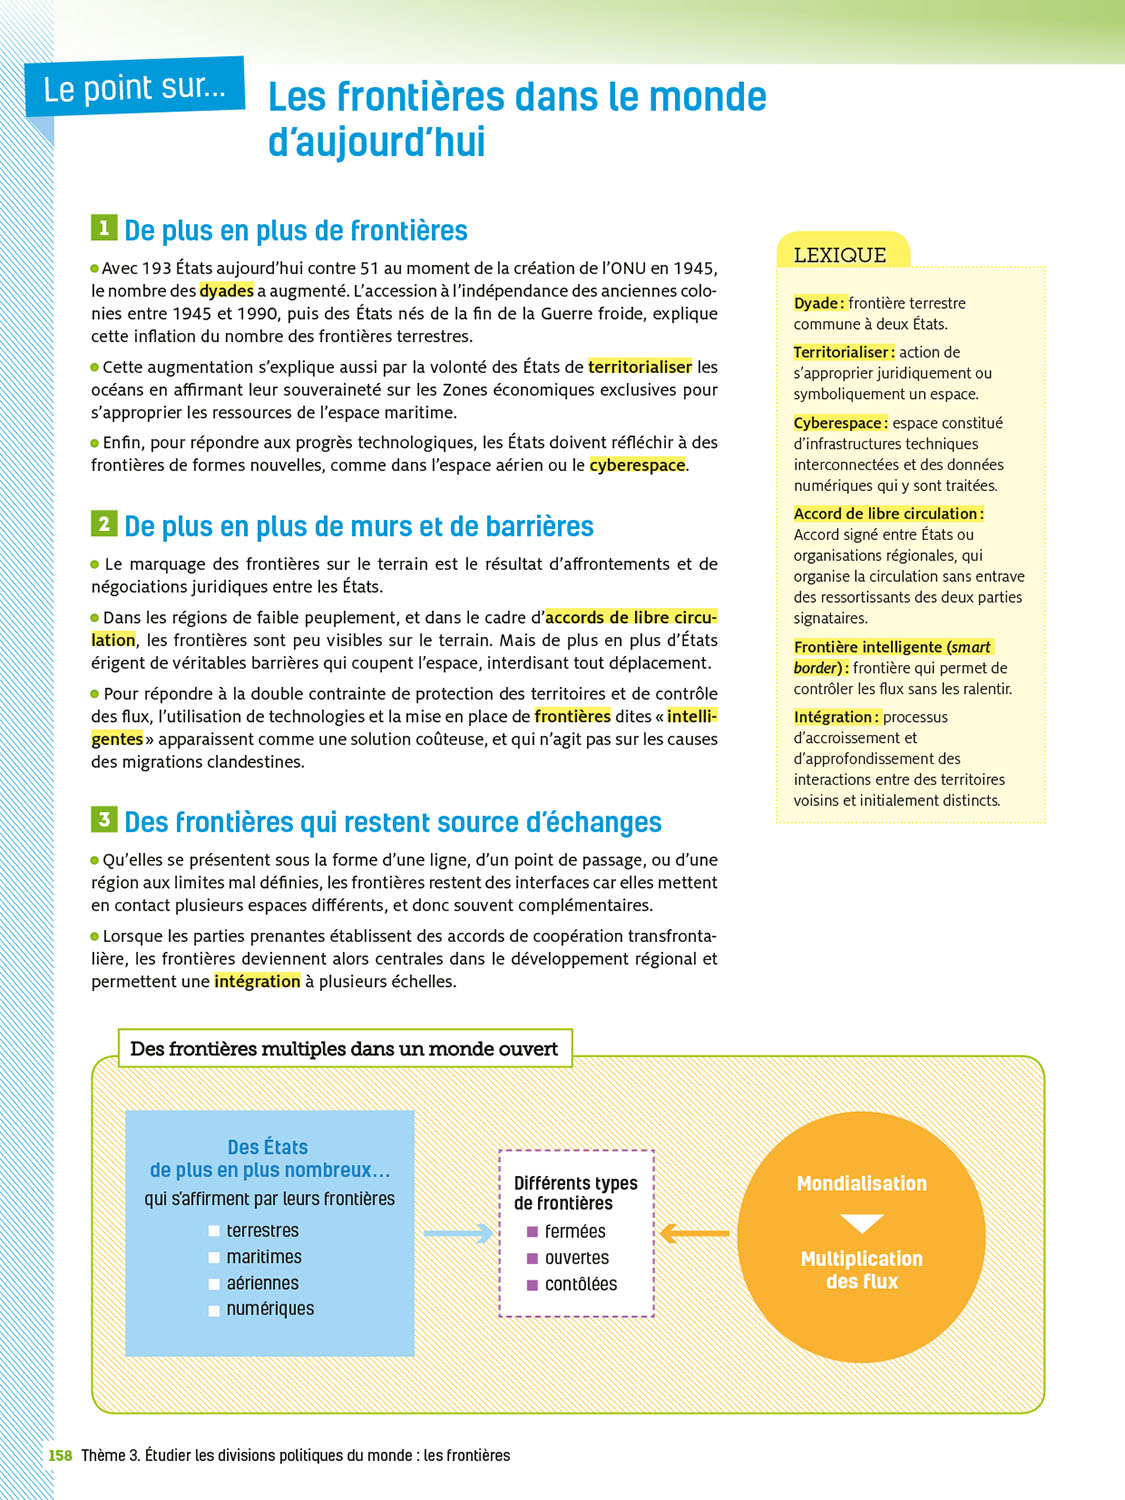 Le point sur...
Les frontières dans le monde
d’aujourd’hui
1 De plus en plus de frontières
• Avec 193 États aujourd’hui contre 51 au moment de la création de l’ONU en 1945,
le nombre des dyades a augmenté. L’accession à l’indépendance des anciennes colo-
nies entre 1945 et 1990, puis des États nés de la fin de la Guerre froide, explique
cette inflation du nombre des frontières terrestres.
• Cette augmentation s’explique aussi par la volonté des États de territorialiser les
océans en affirmant leur souveraineté sur les Zones économiques exclusives pour
s’approprier les ressources de l’espace maritime.
• Enfin, pour répondre aux progrès technologiques, les États doivent réfléchir à des
frontières de formes nouvelles, comme dans l’espace aérien ou le cyberespace.
2 De plus en plus de murs et de barrières
• Le marquage des frontières sur le terrain est le résultat d’affrontements et de
négociations juridiques entre les États.
• Dans les régions de faible peuplement, et dans le cadre d’accords de libre circu-
lation, les frontières sont peu visibles sur le terrain. Mais de plus en plus d’États
érigent de véritables barrières qui coupent l’espace, interdisant tout déplacement.
• Pour répondre à la double contrainte de protection des territoires et de contrôle
des flux, l’utilisation de technologies et la mise en place de frontières dites « intelli-
gentes » apparaissent comme une solution coûteuse, et qui n’agit pas sur les causes
des migrations clandestines.
3 Des frontières qui restent source d’échanges
• Qu’elles se présentent sous la forme d’une ligne, d’un point de passage, ou d’une
région aux limites mal définies, les frontières restent des interfaces car elles mettent
en contact plusieurs espaces différents, et donc souvent complémentaires.
• Lorsque les parties prenantes établissent des accords de coopération transfronta-
lière, les frontières deviennent alors centrales dans le développement régional et
permettent une intégration à plusieurs échelles.
LEXIQUE
Dyade : frontière terrestre
commune à deux États.
Territorialiser : action de
s’approprier juridiquement ou
symboliquement un espace.
Cyberespace : espace constitué
d’infrastructures techniques
interconnectées et des données
numériques qui y sont traitées.
Accord de libre circulation :
Accord signé entre États ou
organisations régionales, qui
organise la circulation sans entrave
des ressortissants des deux parties
signataires.
Frontière intelligente (smart
border) : frontière qui permet de
contrôler les flux sans les ralentir.
Intégration : processus
d’accroissement et
d’approfondissement des
interactions entre des territoires
voisins et initialement distincts.
Des frontières multiples dans un monde ouvert
Des États
de plus en plus nombreux...
qui s’affirment par leurs frontières
terrestres
maritimes
aériennes
numériques
Différents types
de frontières
fermées
ouvertes
contôlées
Mondialisation
Multiplication
des flux
158 Thème 3. Étudier les divisions politiques du monde : les frontières